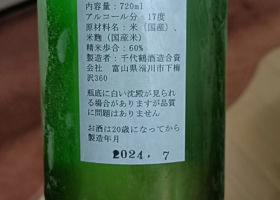 内容量：720ml
アルコール分　17度
原材料名：米（国産米）、
米麹（国産米）
精米歩合：60%
製造者：千代鶴酒造合資
会社　富山県滑川市下梅
沢360
瓶底に白い沈殿が見られ
る場合がありますが品質
に問題はありません
お酒は20歳になってから
製造年月
2024. 7